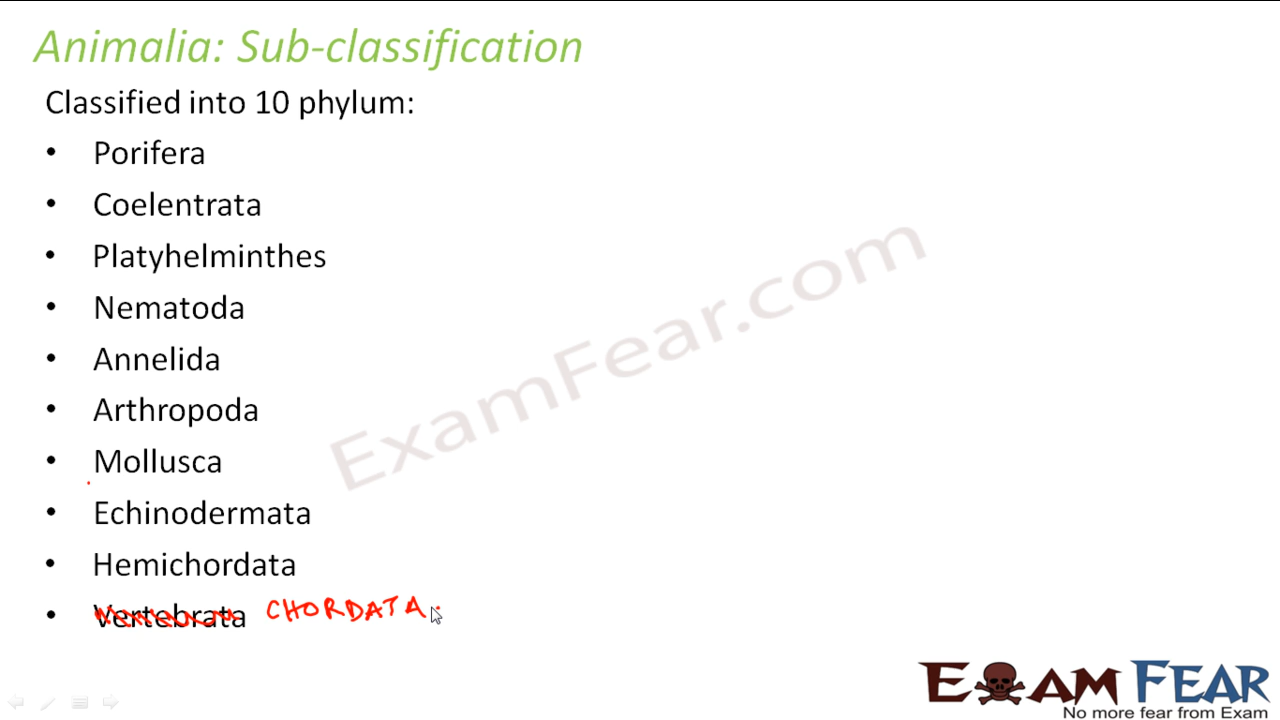 Animalia: Sub-classification
Classified into 10 phylum:
• Porifera
• Coelentrata
• Platyhelminthes
• Nematoda
• Annelida
• Arthropoda
• Mollusca
• Echinodermata
• Hemichordata
• Vertebrata CHORDATA.
ExamFear.com
EXAM FEAR
No more fear from Exam